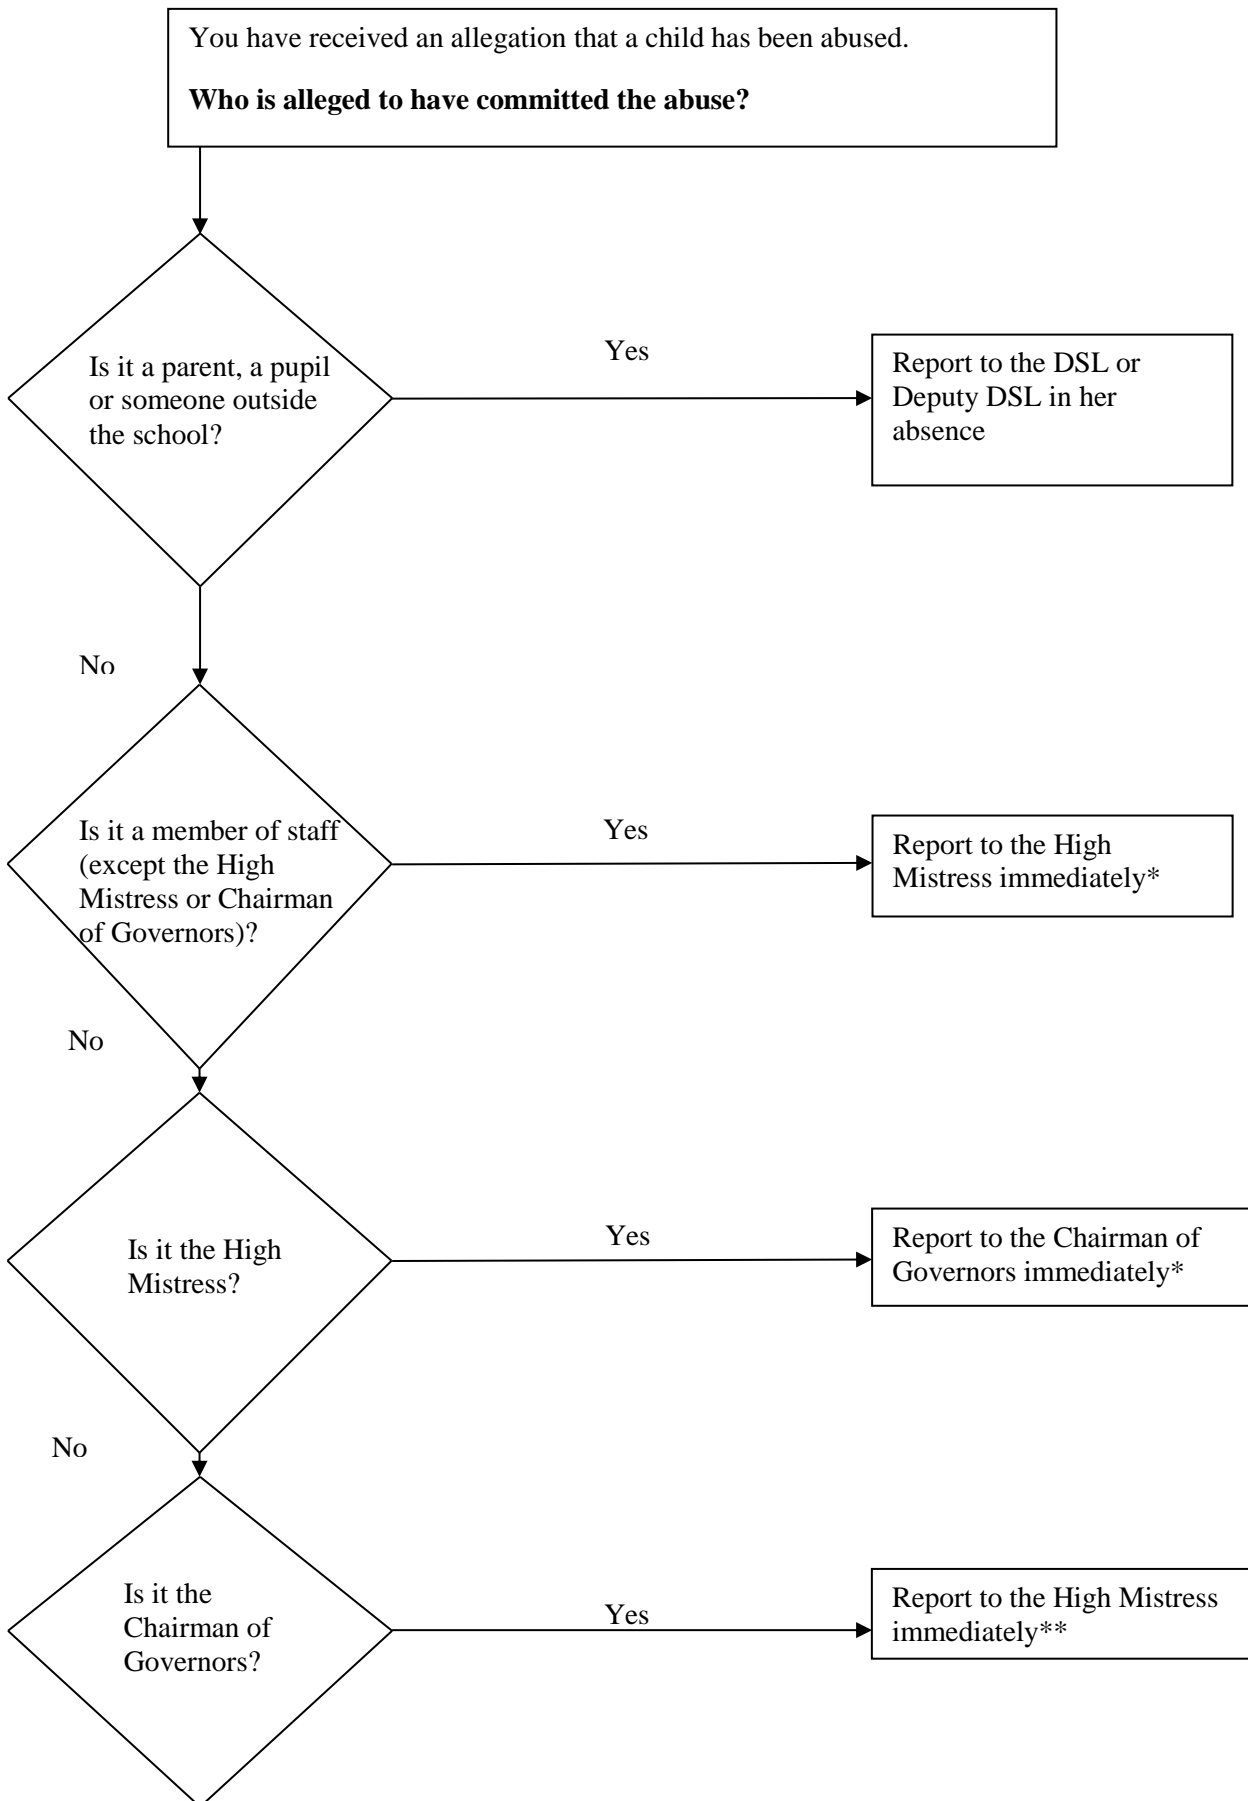 You have received an allegation that a child has been abused.
Who is alleged to have committed the abuse?
Is it a parent, a pupil
or someone outside
the school?
Yes
Report to the DSL or
Deputy DSL in her
absence
No
Is it a member of staff
(except the High
Mistress or Chairman
of Governors)?
Yes
Report to the High
Mistress immediately*
No
Is it the High
Mistress?
Yes
Report to the Chairman of
Governors immediately*
No
Is it the
Chairman of
Governors?
Yes
Report to the High Mistress
immediately**